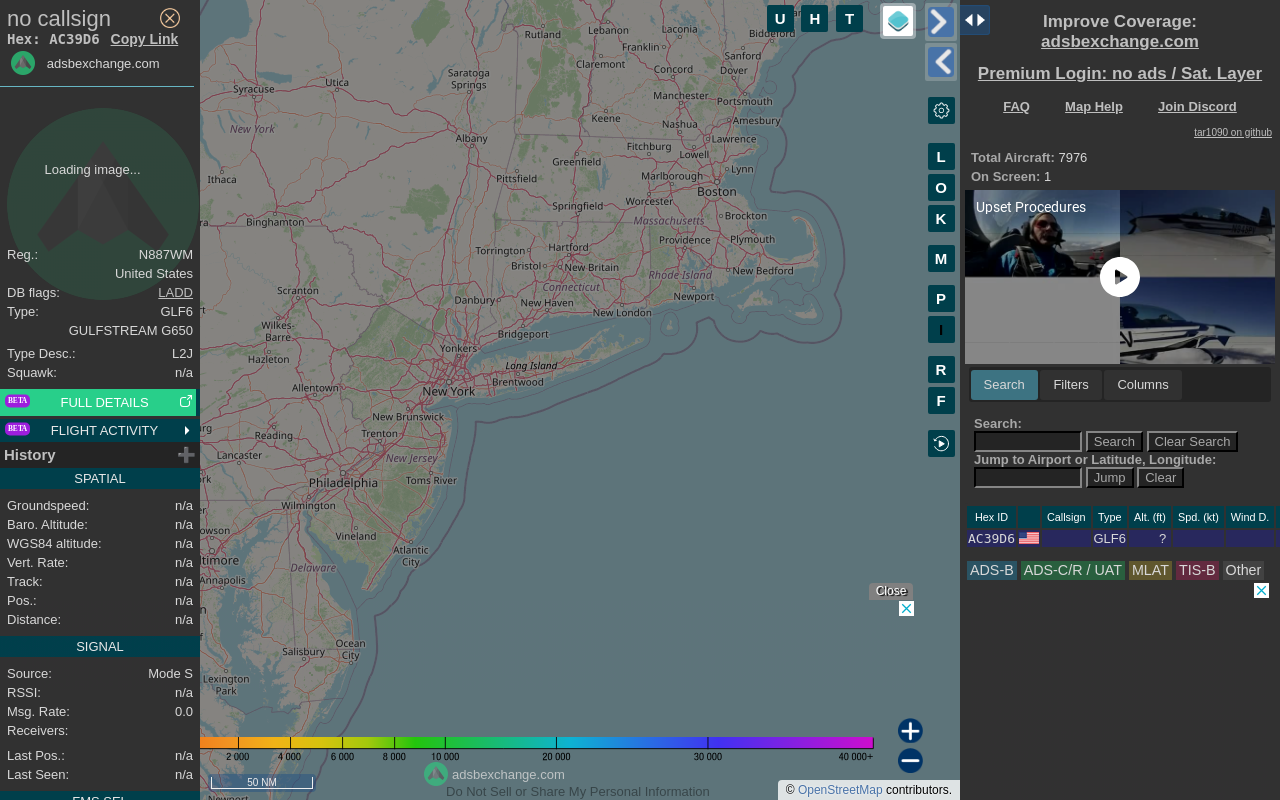 no callsign
Hex: AC39D6 Copy Link
adsbexchange.com
Loading image...
Reg.: N887WM
United States
DB flags: LADD
Type: GLF6
GULFSTREAM G650
Type Desc.: L2J
Squawk: n/a
BETA FULL DETAILS
BETA FLIGHT ACTIVITY
History
SPATIAL
Groundspeed: n/a
Baro. Altitude: n/a
WGS84 altitude: n/a
Vert. Rate: n/a
Track: n/a
Pos.: n/a
Distance: n/a
SIGNAL
Source: Mode S
RSSI: n/a
Msg. Rate: 0.0
Receivers:
Last Pos.: n/a
Last Seen: n/a
U H T
L
O
K
M
P
I
R
F
Rutland
Lebanon
Laconia
Franklin
Biddeford
Claremont
Sanford
Concord
Dover
Saratoga
Springs
Utica
Syracuse
Manchester
Portsmouth
Keene
Nashua
Amesbury
New York
Albany
Fitchburg
Lawrence
Lowell
Greenfield
Lynn
Ithaca
Pittsfield
Marlborough
Boston
Worcester
Springfield
Massachusetts
Brockton
Binghamton
Torrington
Hartford
Providence
Plymouth
Bristol
New Britain
Rhode Island
New Bedford
Connecticut
Scranton
Danbury
New Haven
New London
Newport
Wilkes-
Barre
Bridgeport
Hazleton
Yonkers
Long Island
Allentown
New York
Brentwood
New Brunswick
Reading
Trenton
Lancaster
New Jersey
Philadelphia
Toms River
Wilmington
Vineland
Atlantic
City
Annapolis
Delaware
Ocean
City
Salisbury
Lexington
Park
Close
2 000 4 000 6 000 8 000 10 000 20 000 30 000 40 000+
50 NM
adsbexchange.com
Do Not Sell or Share My Personal Information
© OpenStreetMap contributors.
Improve Coverage:
adsbexchange.com
Premium Login: no ads / Sat. Layer
FAQ Map Help Join Discord
tar1090 on github
Total Aircraft: 7976
On Screen: 1
Upset Procedures
Search Filters Columns
Search:
Search Clear Search
Jump to Airport or Latitude, Longitude:
Jump Clear
Hex ID Callsign Type Alt. (ft) Spd. (kt) Wind D.
AC39D6 GLF6 ?
ADS-B ADS-C/R / UAT MLAT TIS-B Other